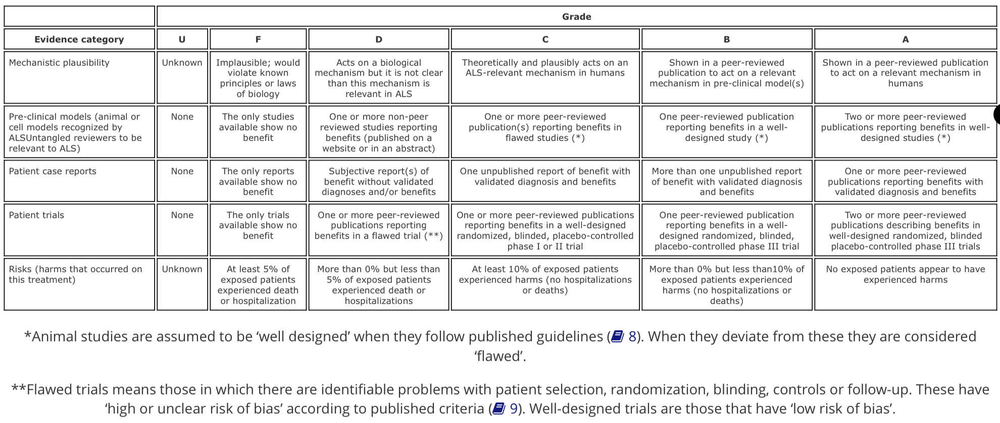 Grade
Evidence category
U
F
D
C
B
A
Mechanistic plausibility
Unknown
Implausible; would
violate known
principles or laws
of biology
Acts on a biological
mechanism but it is not clear
than this mechanism is
relevant in ALS
Theoretically and plausibly acts on an
ALS-relevant mechanism in humans
Shown in a peer-reviewed
publication to act on a relevant
mechanism in pre-clinical model(s)
Shown in a peer-reviewed publication
to act on a relevant mechanism in
humans
Pre-clinical models (animal or
cell models recognized by
ALSUntangled reviewers to be
relevant to ALS)
None
The only studies
available show no
benefit
One or more non-peer
reviewed studies reporting
benefits (published on a
website or in an abstract)
One or more peer-reviewed
publication(s) reporting benefits in
flawed studies (*)
One peer-reviewed publication
reporting benefits in a well-
designed study (*)
Two or more peer-reviewed
publications reporting benefits in well-
designed studies (*)
Patient case reports
None
The only reports
available show no
benefit
Subjective report(s) of
benefit without validated
diagnoses and/or benefits
One unpublished report of benefit with
validated diagnosis and benefits
More than one unpublished report
of benefit with validated diagnosis
and benefits
One or more peer-reviewed
publications reporting benefits with
validated diagnosis and benefits
Patient trials
None
The only trials
available show no
benefit
One or more peer-reviewed
publications reporting
benefits in a flawed trial (**)
One or more peer-reviewed publications
reporting benefits in a well-designed
randomized, blinded, placebo-controlled
phase I or II trial
One peer-reviewed publication
reporting benefits in a well-
designed randomized, blinded,
placebo-controlled phase III trial
Two or more peer-reviewed
publications describing benefits in
well-designed randomized, blinded
placebo-controlled phase III trials
Risks (harms that occurred on
this treatment)
Unknown
At least 5% of
exposed patients
experienced death
or hospitalization
More than 0% but less than
5% of exposed patients
experienced death or
hospitalizations
At least 10% of exposed patients
experienced harms (no hospitalizations
or deaths)
More than 0% but less than10% of
exposed patients experienced
harms (no hospitalizations or
deaths)
No exposed patients appear to have
experienced harms
*Animal studies are assumed to be ‘well designed’ when they follow published guidelines ( 8). When they deviate from these they are considered
‘flawed’.
**Flawed trials means those in which there are identifiable problems with patient selection, randomization, blinding, controls or follow-up. These have
‘high or unclear risk of bias’ according to published criteria ( 9). Well-designed trials are those that have ‘low risk of bias’.